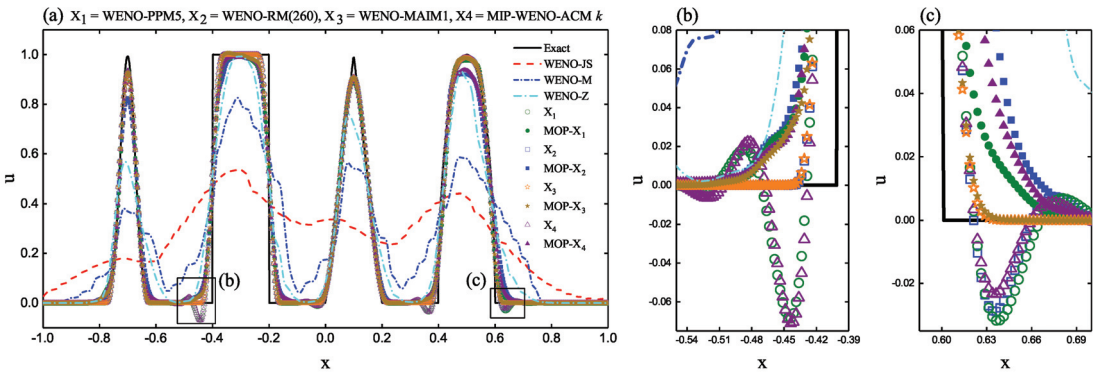 (a) X1 = WENO-PPM5, X2 = WENO-RM(260), X3 = WENO-MAIM1, X4 = MIP-WENO-ACM k
u
1.0
0.8
0.6
0.4
0.2
0.0
-1.0 -0.8 -0.6 -0.4 -0.2 0.0 0.2 0.4 0.6 0.8 1.0
x
(b)
(c)
Exact
WENO-JS
WENO-M
WENO-Z
X1
MOP-X1
X2
MOP-X2
X3
MOP-X3
X4
MOP-X4
(b)
u
0.08
0.06
0.04
0.02
0.00
-0.02
-0.04
-0.06
-0.54 -0.51 -0.48 -0.45 -0.42 -0.39
x
(c)
u
0.06
0.04
0.02
0.00
-0.02
0.60 0.63 0.66 0.69
x